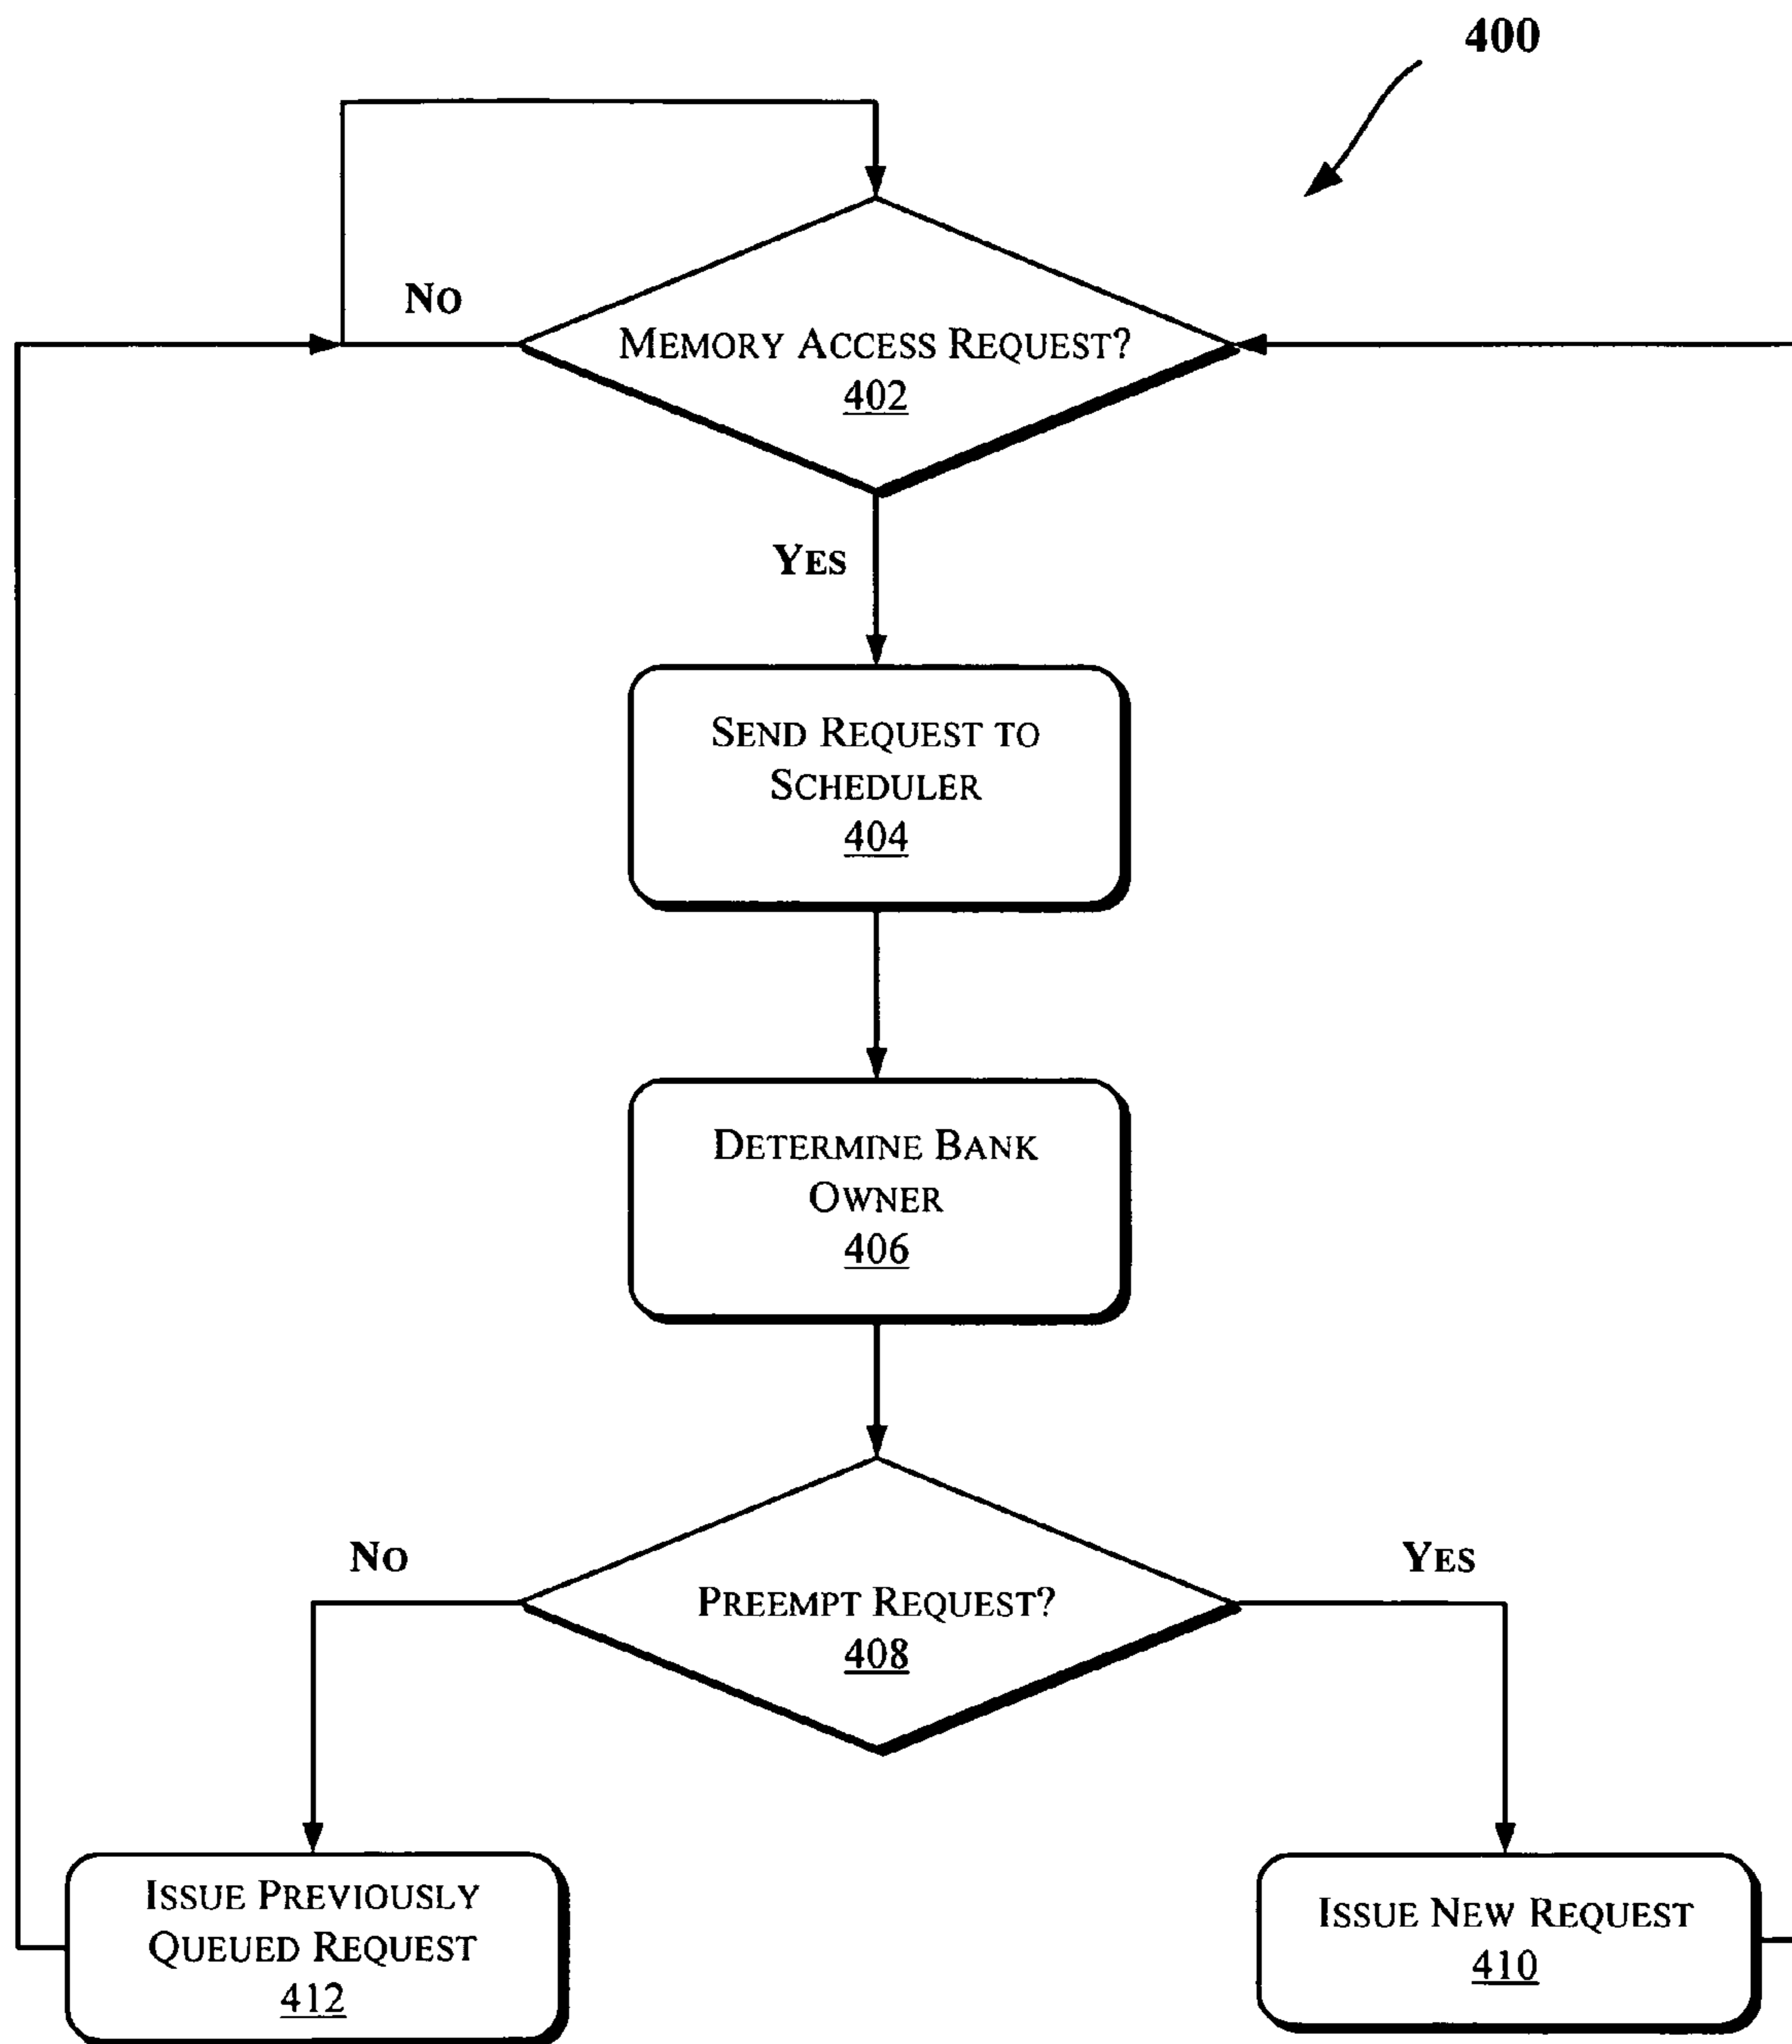 400
NO
MEMORY ACCESS REQUEST?
402
YES
SEND REQUEST TO
SCHEDULER
404
DETERMINE BANK
OWNER
406
NO
YES
PREEMPT REQUEST?
408
ISSUE PREVIOUSLY
QUEUED REQUEST
412
ISSUE NEW REQUEST
410